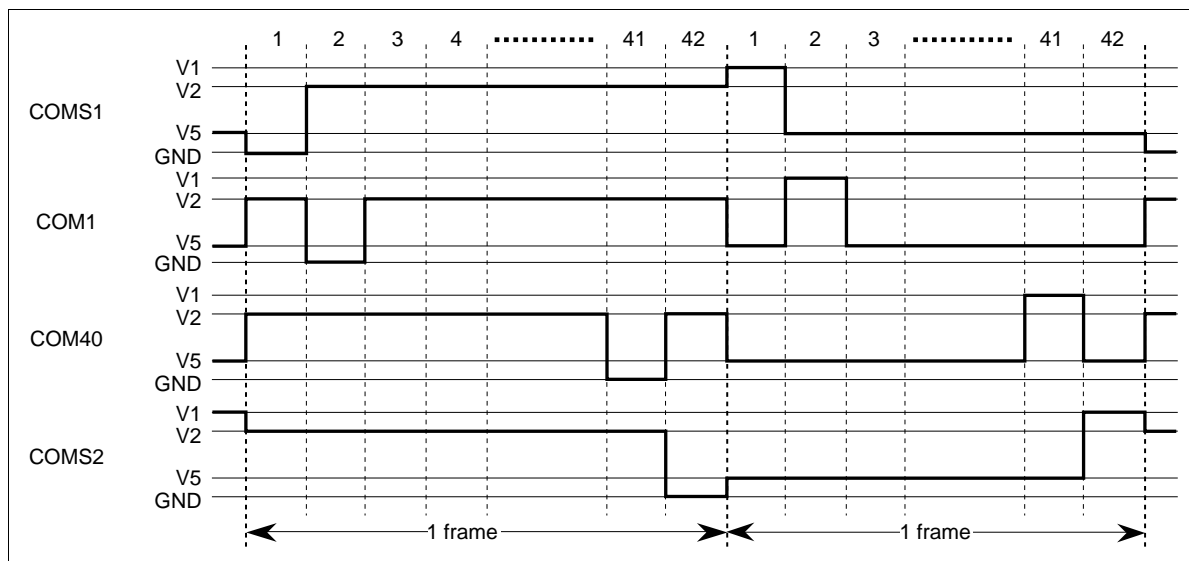 1 2 3 4 41 42 1 2 3 41 42
V1
V2
COMS1
V5
GND
V1
V2
COM1
V5
GND
V1
V2
COM40
V5
GND
V1
V2
COMS2
V5
GND
1 frame 1 frame